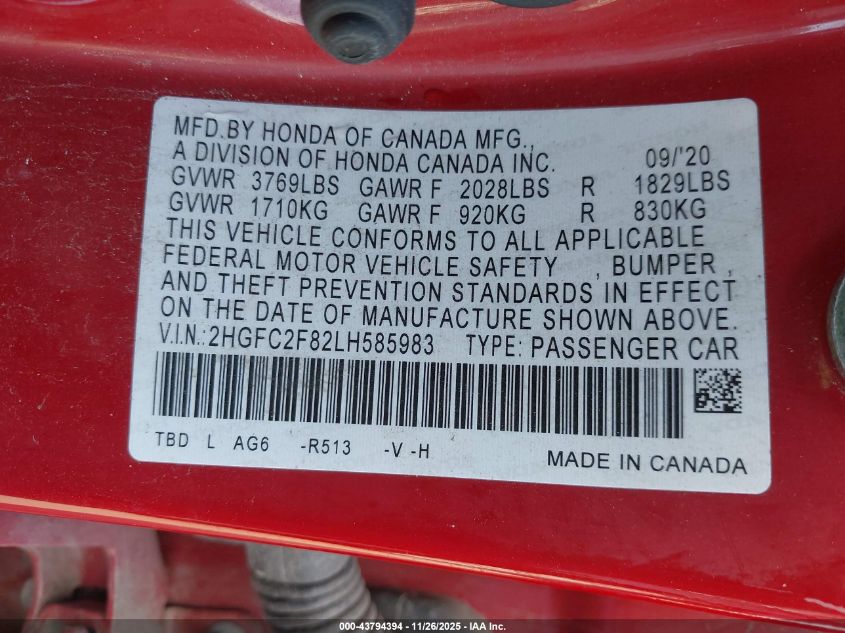 MFD.BY HONDA OF CANADA MFG.,
A DIVISION OF HONDA CANADA INC. 09/'20
GVWR 3769LBS GAWR F 2028LBS R 1829LBS
GVWR 1710KG GAWR F 920KG R 830KG
THIS VEHICLE CONFORMS TO ALL APPLICABLE
FEDERAL MOTOR VEHICLE SAFETY , BUMPER ,
AND THEFT PREVENTION STANDARDS IN EFFECT
ON THE DATE OF MANUFACTURE SHOWN ABOVE.
V.I.N.: 2HGFC2F82LH585983 TYPE: PASSENGER CAR
TBD L AG6 -R513 -V -H
MADE IN CANADA
000-43794394 - 11/26/2025 - IAA Inc.